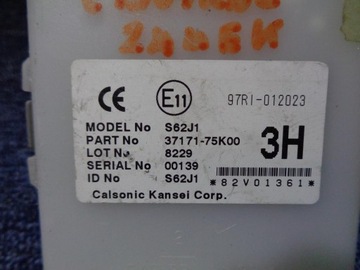 CE E11 97RI-012023
MODEL No S62J1
PART No 37171-75K00
LOT No 8229
SERIAL No 00139
ID No S62J1
3H
*82V01361*
Calsonic Kansei Corp.